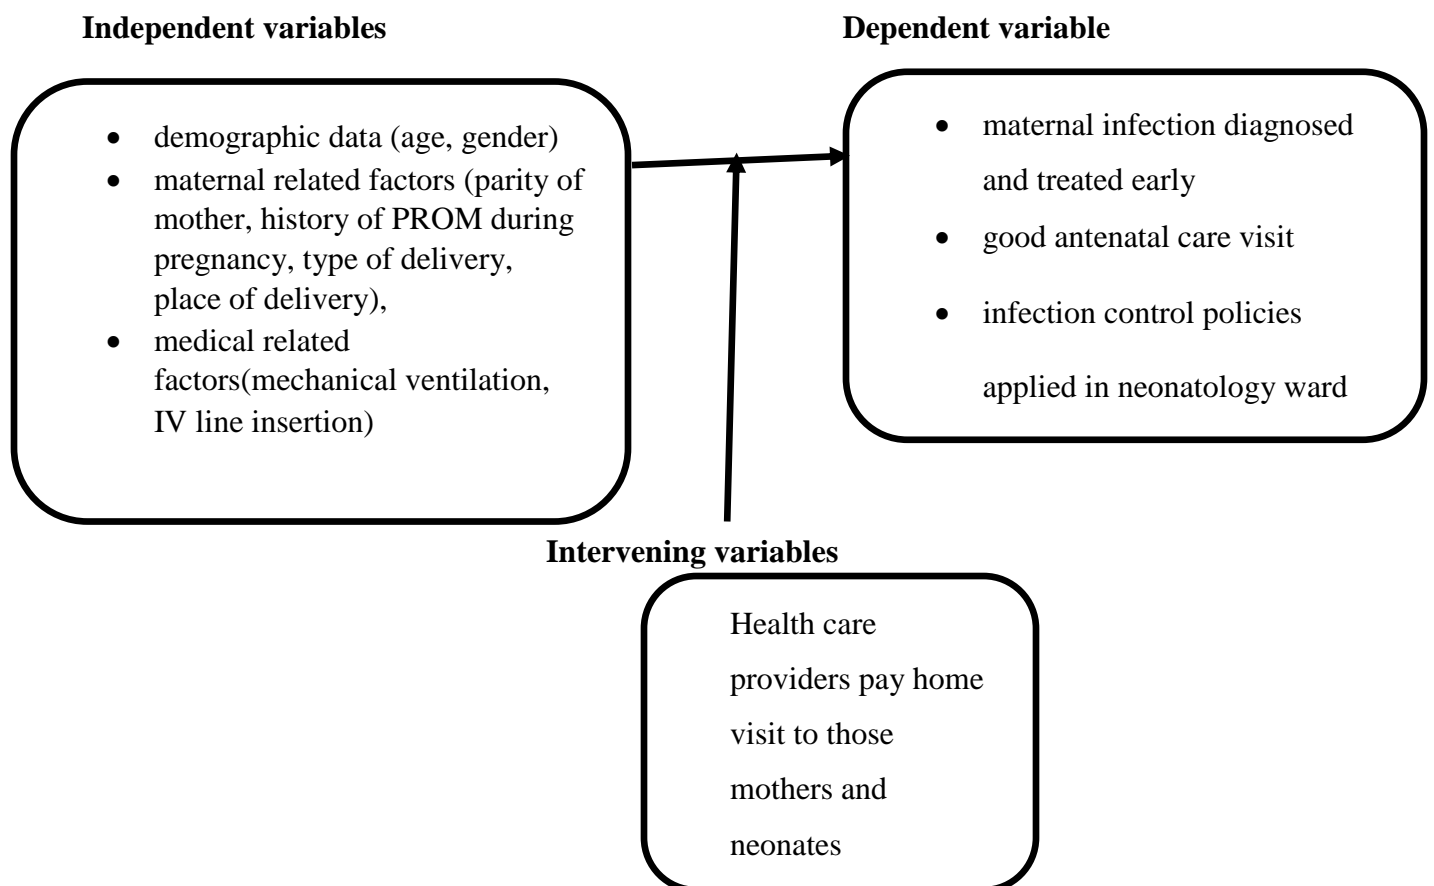 Independent variables
Dependent variable
• demographic data (age, gender)
• maternal related factors (parity of
mother, history of PROM during
pregnancy, type of delivery,
place of delivery),
• medical related
factors(mechanical ventilation,
IV line insertion)
• maternal infection diagnosed
and treated early
• good antenatal care visit
• infection control policies
applied in neonatology ward
Intervening variables
Health care
providers pay home
visit to those
mothers and
neonates